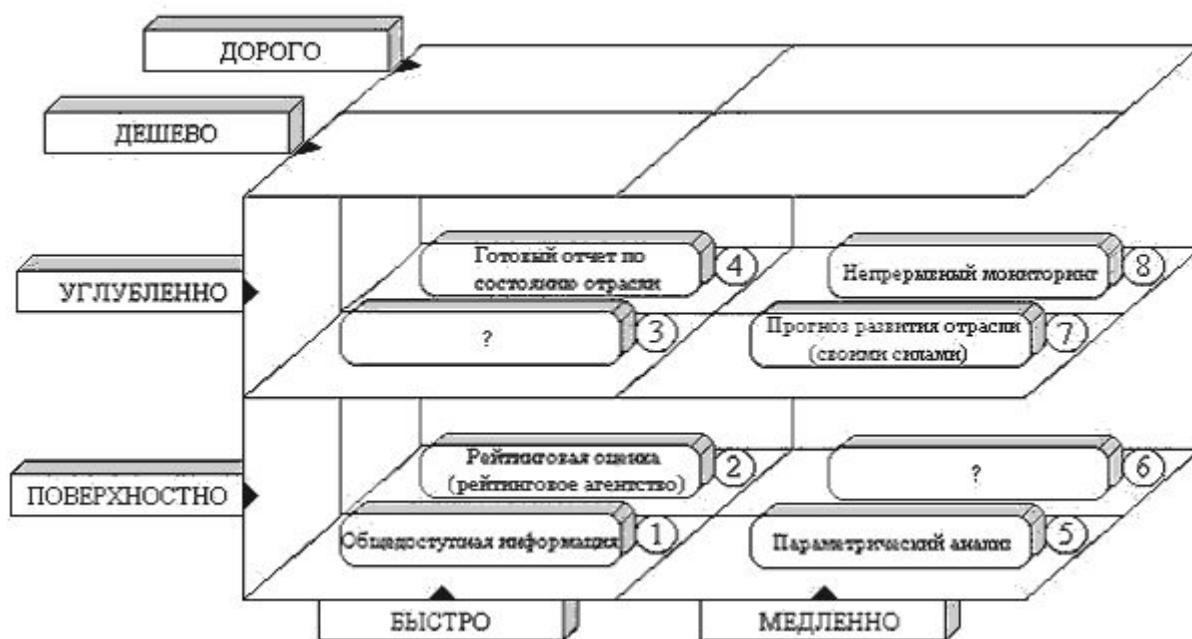 ДОРОГО
ДЕШЕВО
УГЛУБЛЕННО
Готовый отчет по
состоянию отрасли
4
Непрерывный мониторинг
8
?
3
Прогноз развития отрасли
(своими силами)
7
ПОВЕРХНОСТНО
Рейтинговая оценка
(рейтинговое агентство)
2
?
6
Общедоступная информация
1
Параметрический анализ
5
БЫСТРО
МЕДЛЕННО